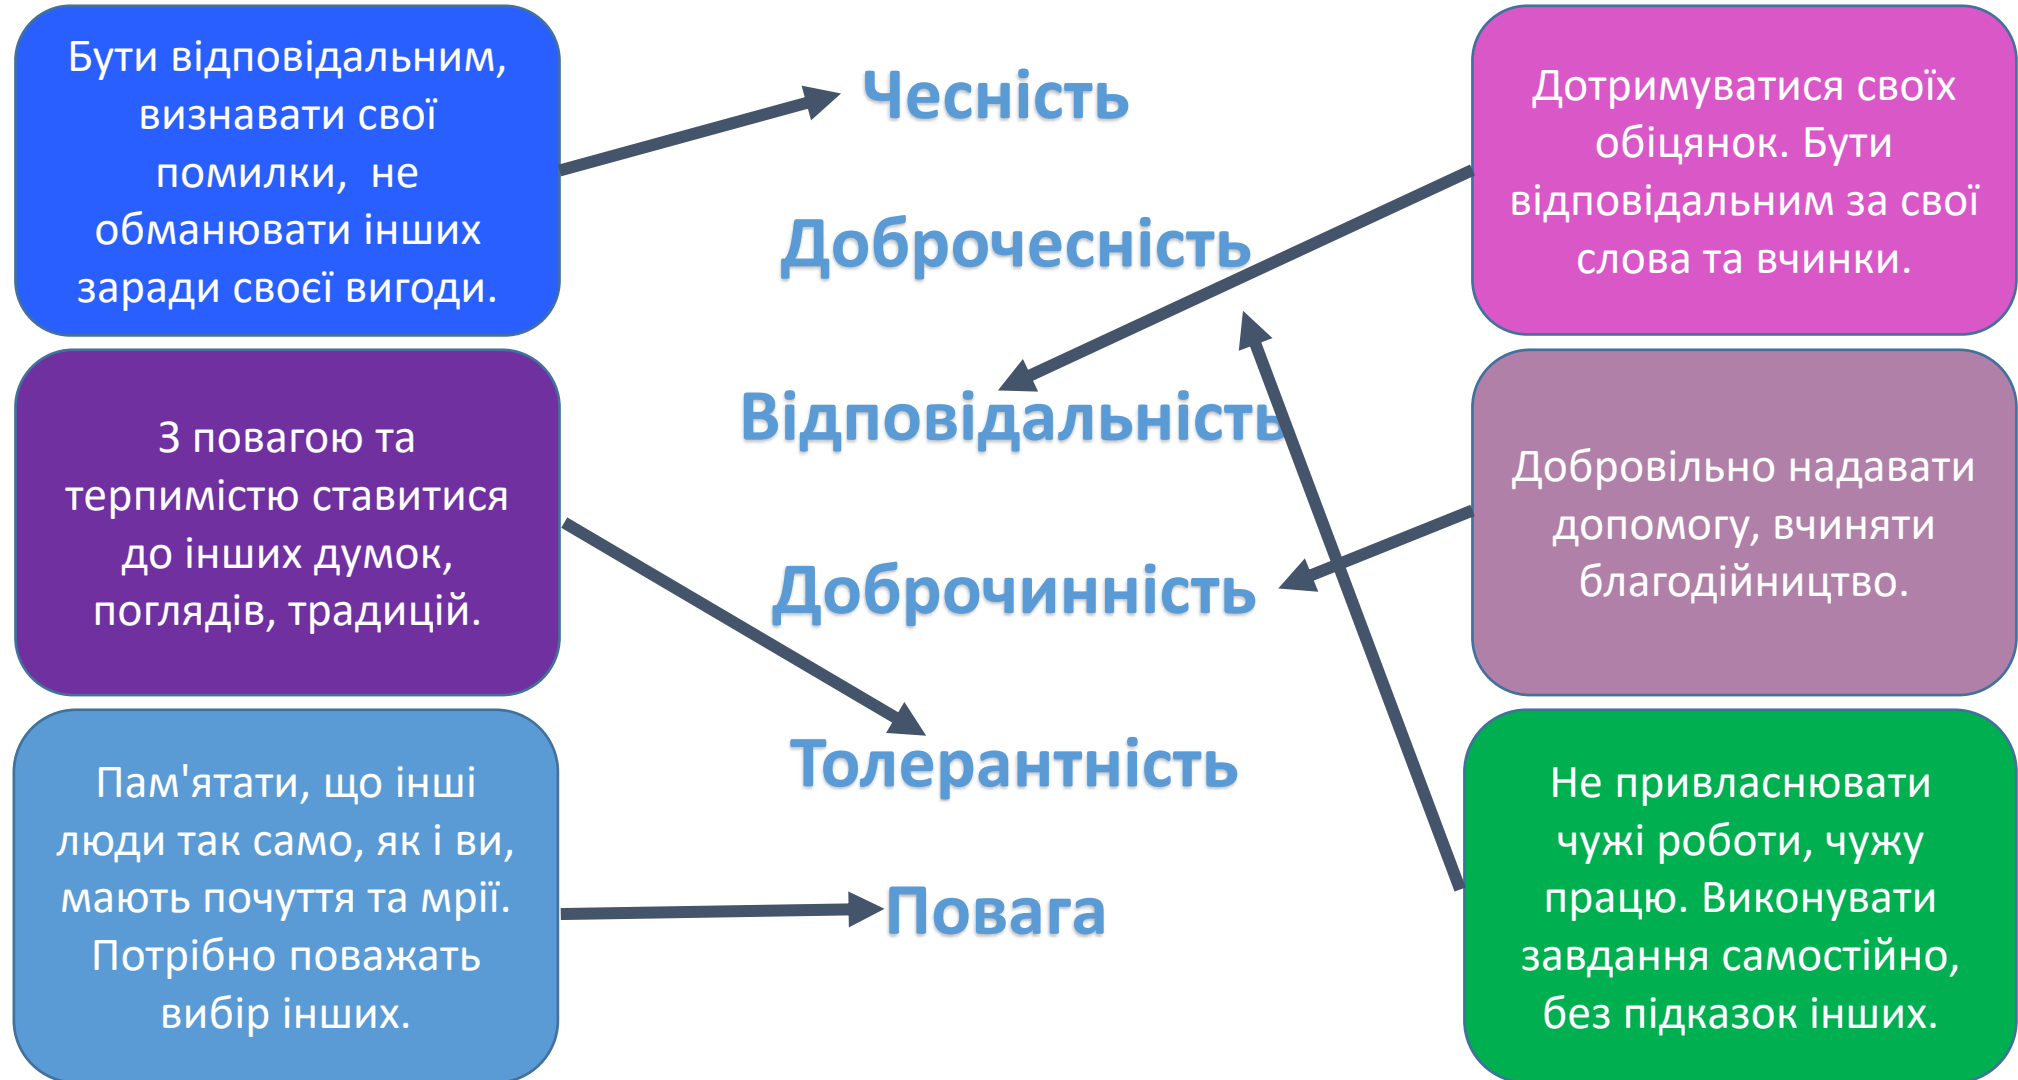 Бути відповідальним,
визнавати свої
помилки,  не
обманювати інших
заради своєї вигоди.
З повагою та
терпимістю ставитися
до інших думок,
поглядів, традицій.
Пам'ятати, що інші
люди так само, як і ви,
мають почуття та мрії.
Потрібно поважать
вибір інших.
Чесність
Доброчесність
Відповідальність
Доброчинність
Толерантність
Повага
Дотримуватися своїх
обіцянок. Бути
відповідальним за свої
слова та вчинки.
Добровільно надавати
допомогу, вчиняти
благодійництво.
Не привласнювати
чужі роботи, чужу
працю. Виконувати
завдання самостійно,
без підказок інших.